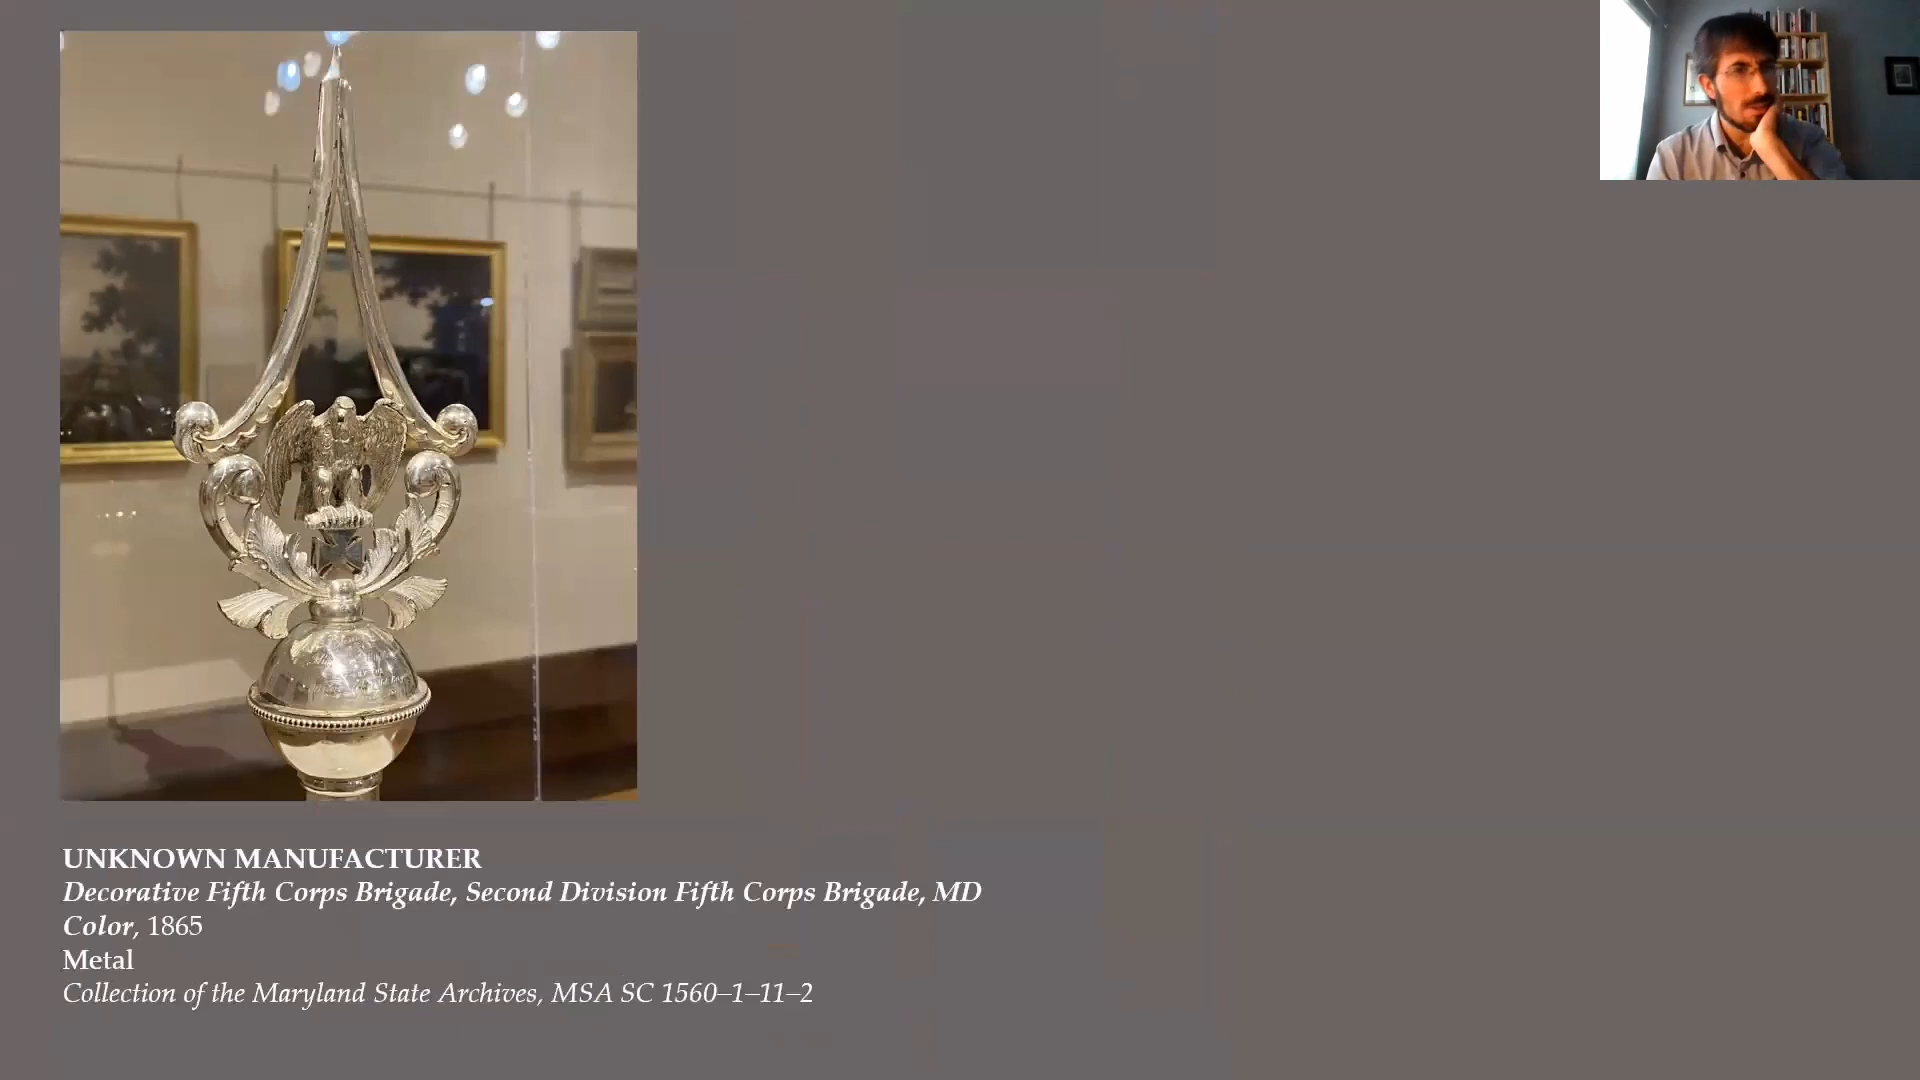 UNKNOWN MANUFACTURER
Decorative Fifth Corps Brigade, Second Division Fifth Corps Brigade, MD
Color, 1865
Metal
Collection of the Maryland State Archives, MSA SC 1560–1–11–2